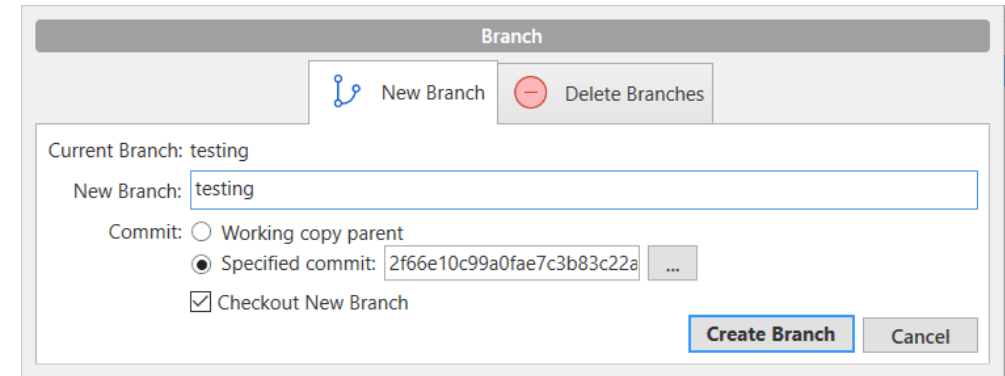 Branch
New Branch Delete Branches
Current Branch: testing
New Branch: testing
Commit: Working copy parent
Specified commit: 2f66e10c99a0fae7c3b83c22a ...
Checkout New Branch
Create Branch Cancel